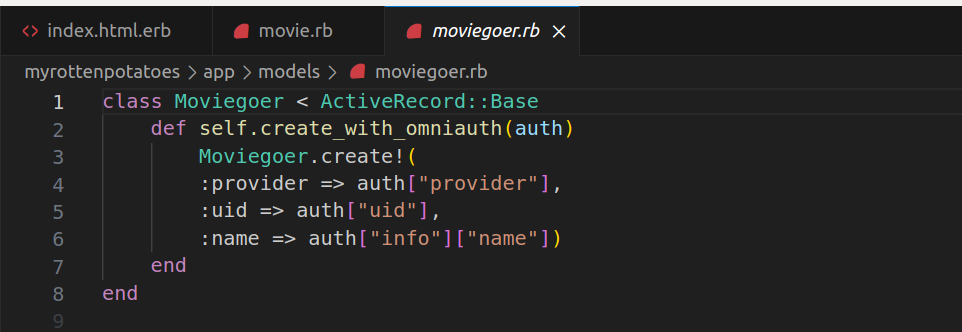 index.html.erb movie.rb moviegoer.rb
myrottenpotatoes > app > models > moviegoer.rb
1 class Moviegoer < ActiveRecord::Base
2     def self.create_with_omniauth(auth)
3         Moviegoer.create!(
4         :provider => auth["provider"],
5         :uid => auth["uid"],
6         :name => auth["info"]["name"])
7     end
8 end
9